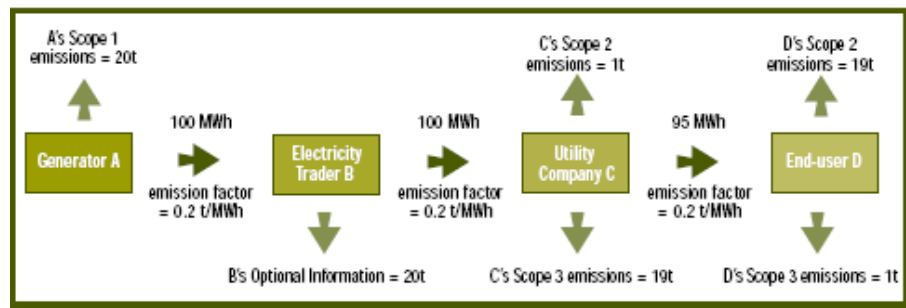 A's Scope 1
emissions = 20t
C's Scope 2
emissions = 1t
D's Scope 2
emissions = 19t
100 MWh
100 MWh
95 MWh
Generator A
Electricity
Trader B
Utility
Company C
End-user D
emission factor
= 0.2 t/MWh
emission factor
= 0.2 t/MWh
emission factor
= 0.2 t/MWh
B's Optional Information = 20t
C's Scope 3 emissions = 19t
D's Scope 3 emissions = 1t